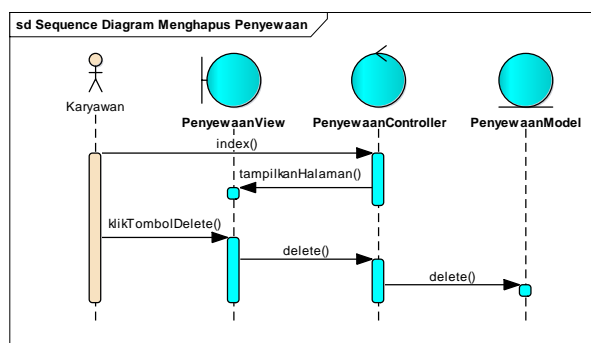 sd Sequence Diagram Menghapus Penyewaan
Karyawan
PenyewaanView
PenyewaanController
PenyewaanModel
index()
tampilkanHalaman()
klikTombolDelete()
delete()
delete()